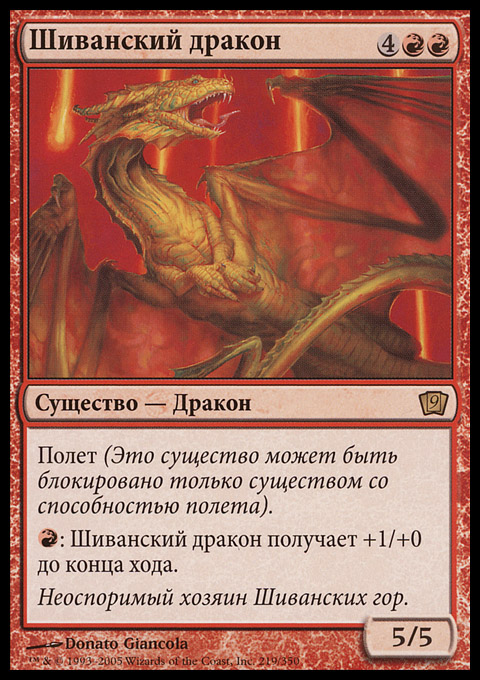 Шиванский дракон 4
Существо — Дракон 9
Полет (Это существо может быть
блокировано только существом со
способностью полета).
: Шиванский дракон получает +1/+0
до конца хода.
Неоспоримый хозяин Шиванских гор.
Donato Giancola
™ & © 1993–2005 Wizards of the Coast, Inc. 219/350
5/5